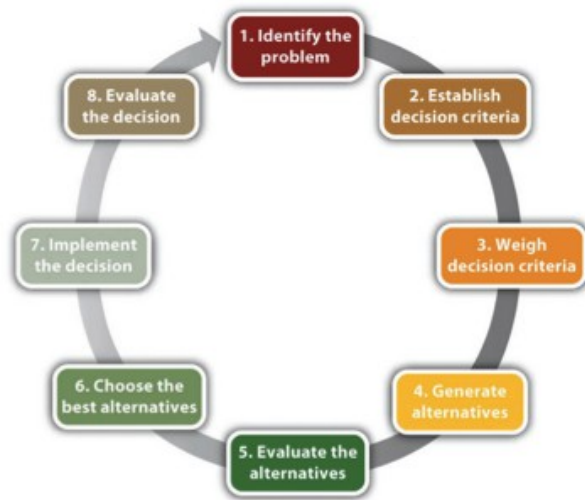 1. Identify the
problem
2. Establish
decision criteria
3. Weigh
decision criteria
4. Generate
alternatives
5. Evaluate the
alternatives
6. Choose the
best alternatives
7. Implement
the decision
8. Evaluate
the decision